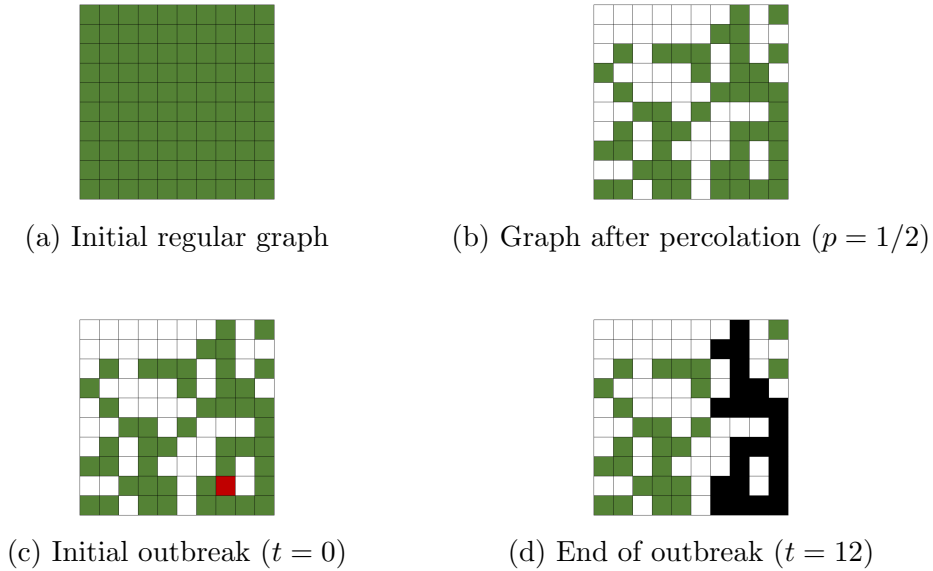 (a) Initial regular graph
(b) Graph after percolation (p = 1/2)
(c) Initial outbreak (t = 0)
(d) End of outbreak (t = 12)